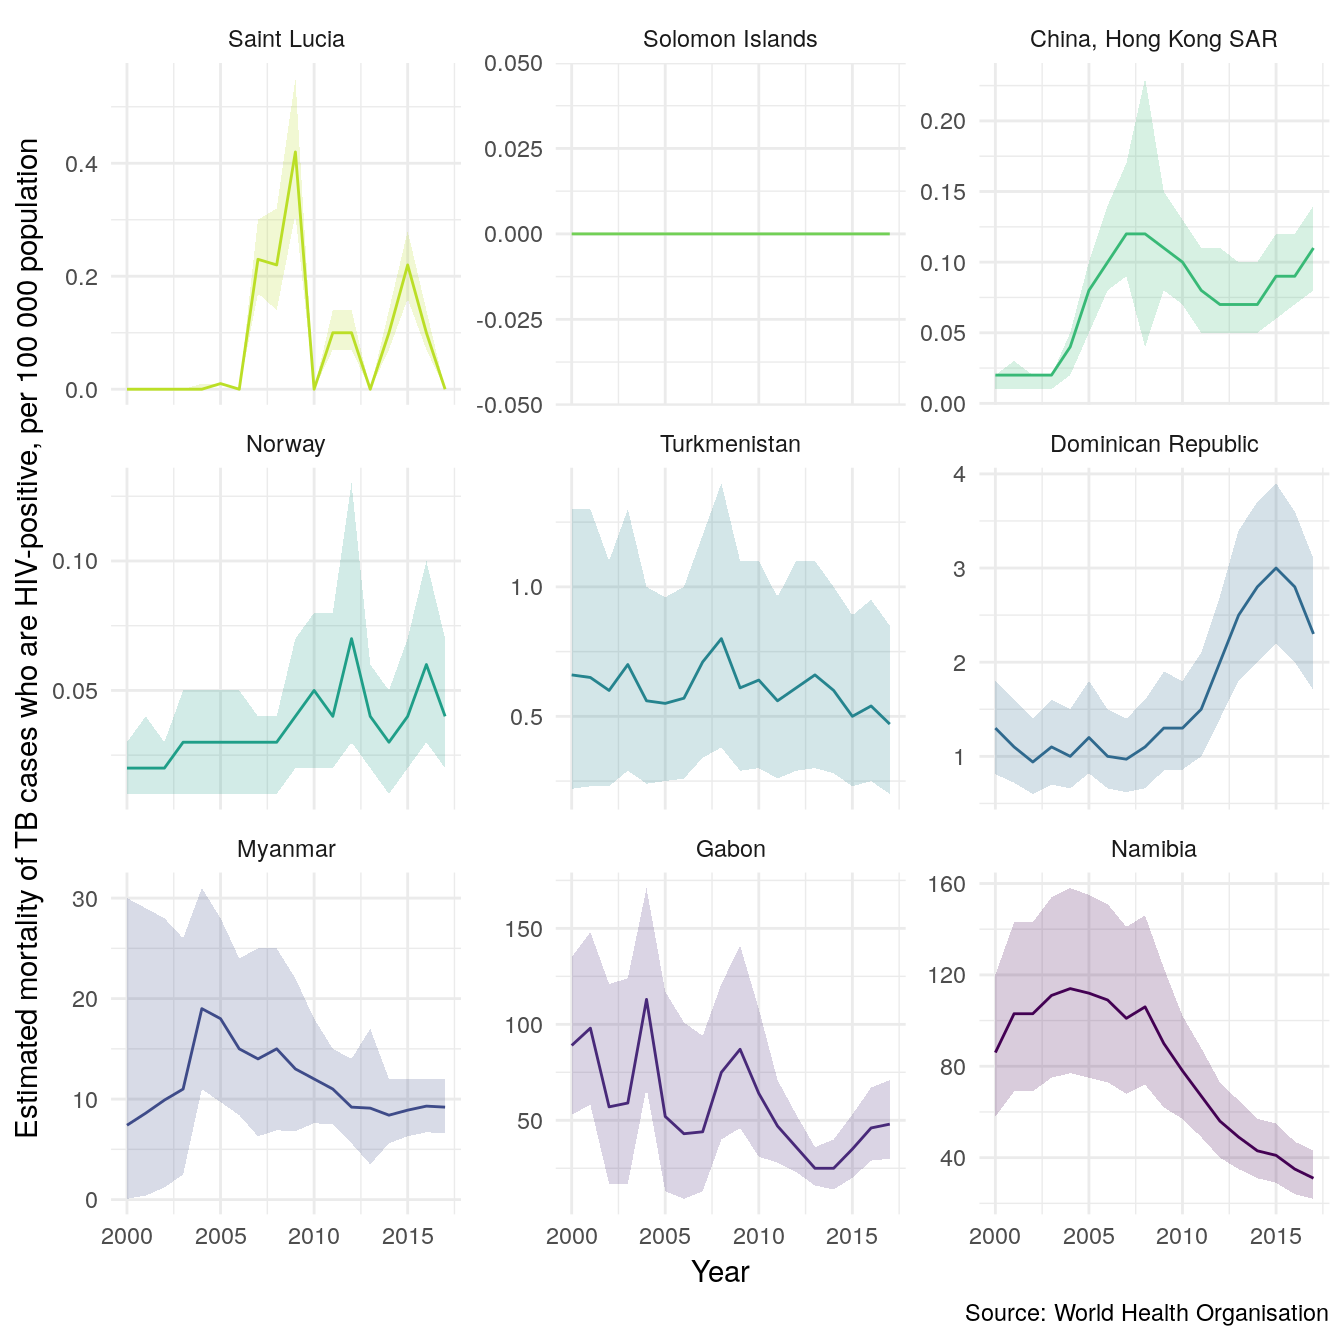 Saint Lucia
Solomon Islands
China, Hong Kong SAR
0.4
0.2
0.0
0.050
0.025
0.000
-0.025
-0.050
0.20
0.15
0.10
0.05
0.00
Norway
Turkmenistan
Dominican Republic
0.10
0.05
1.0
0.5
4
3
2
1
Myanmar
Gabon
Namibia
30
20
10
0
150
100
50
160
120
80
40
2000 2005 2010 2015
2000 2005 2010 2015
2000 2005 2010 2015
Estimated mortality of TB cases who are HIV-positive, per 100 000 population
Year
Source: World Health Organisation